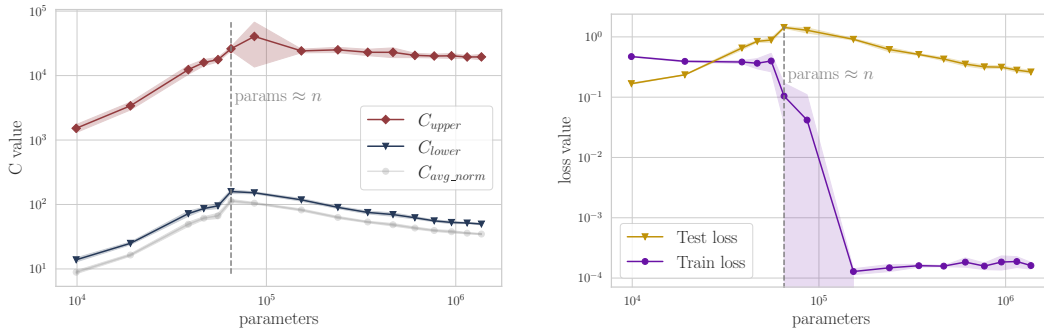 C value
10^5
10^4
10^3
10^2
10^1
params ≈ n
C_upper
C_lower
C_avg_norm
10^4
10^5
10^6
parameters
loss value
10^0
10^-1
10^-2
10^-3
10^-4
params ≈ n
Test loss
Train loss
10^4
10^5
10^6
parameters